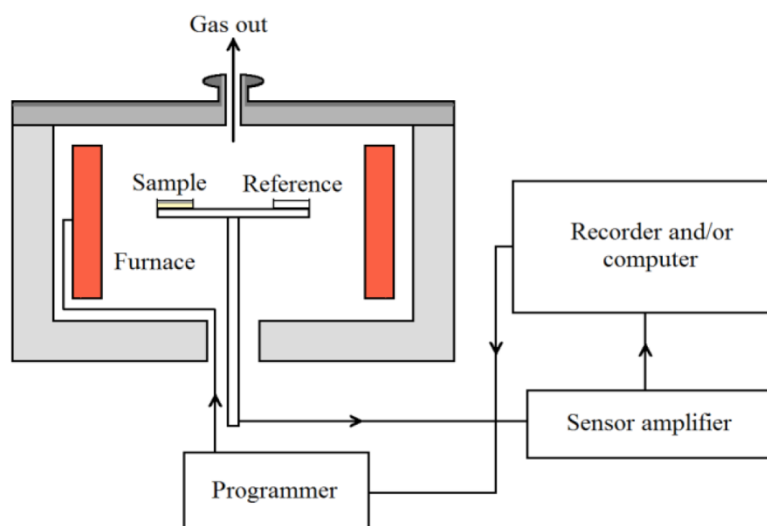 Gas out
Sample
Reference
Furnace
Recorder and/or
computer
Sensor amplifier
Programmer